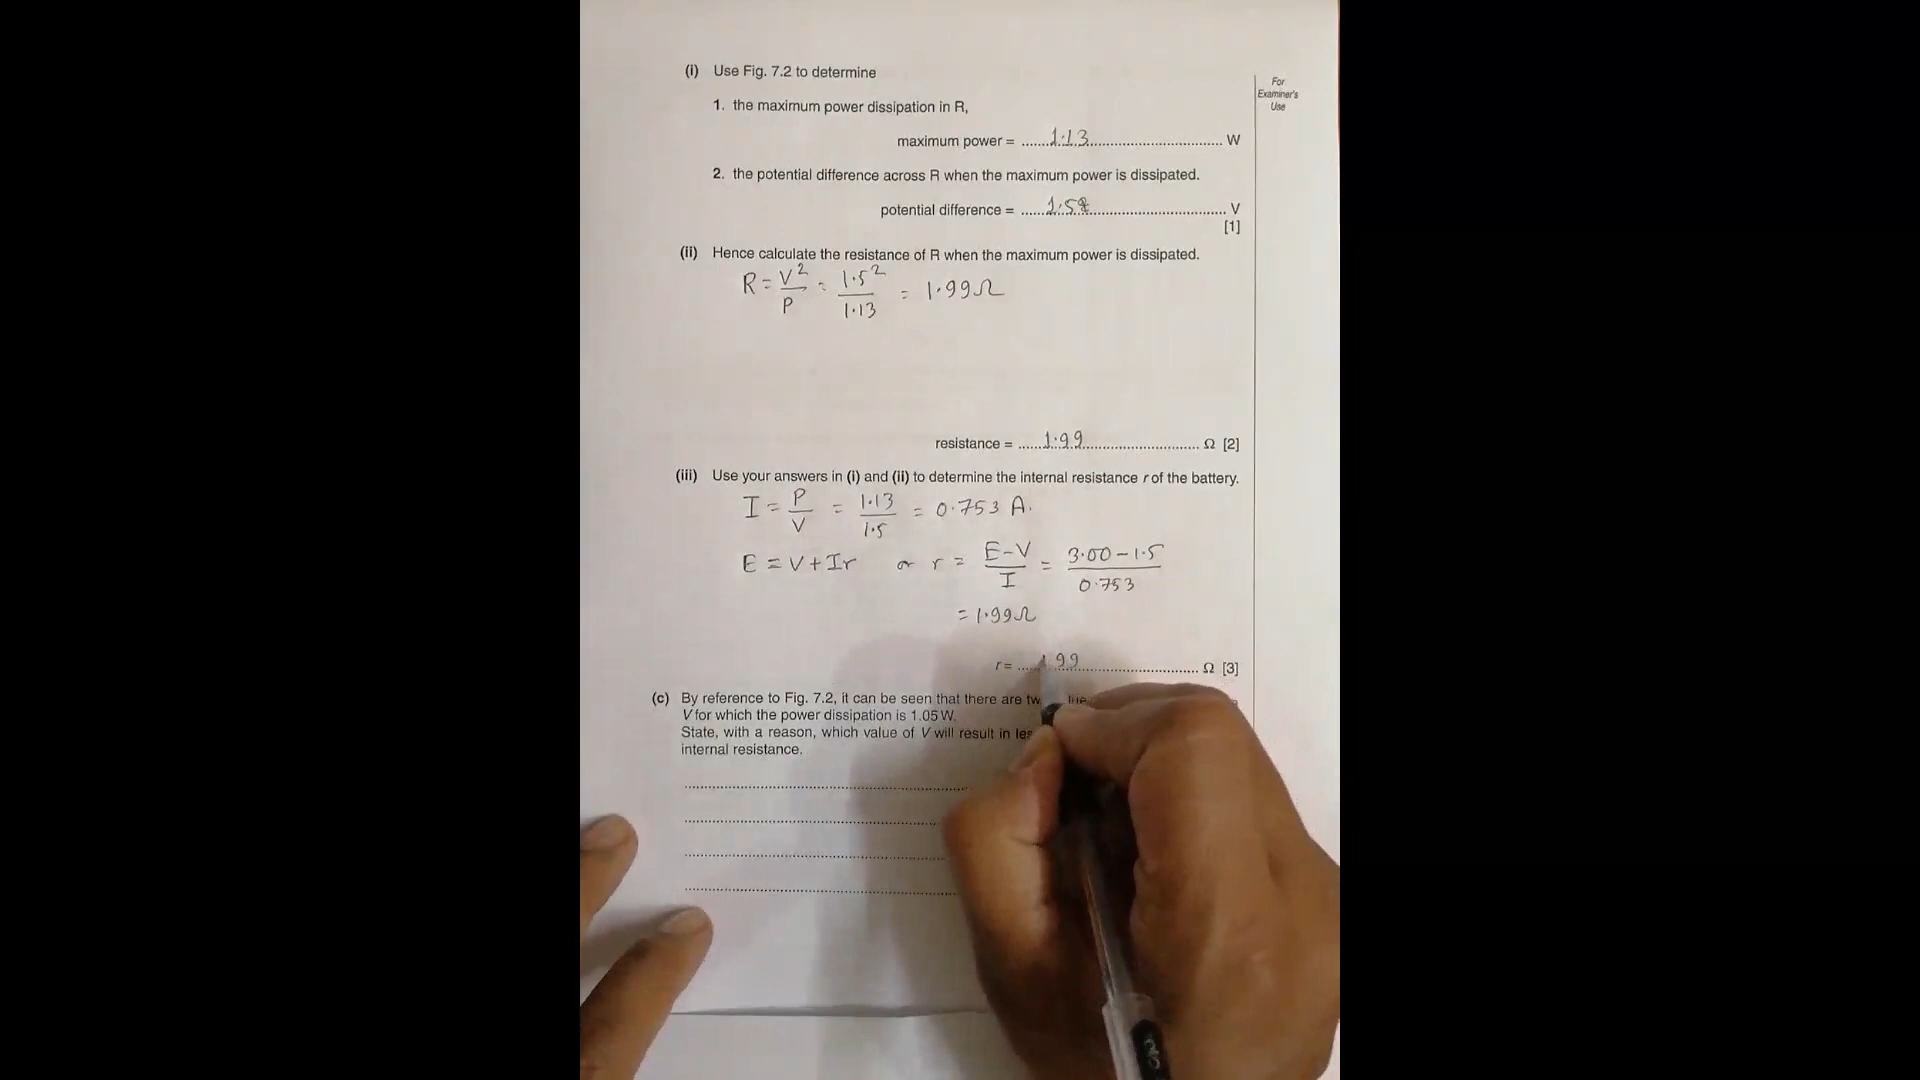 (i) Use Fig. 7.2 to determine
For
Examiner's
Use
1. the maximum power dissipation in R,
maximum power = 1.13 W
2. the potential difference across R when the maximum power is dissipated.
potential difference = 1.5 V
[1]
(ii) Hence calculate the resistance of R when the maximum power is dissipated.
R = V²/P = 1.5²/1.13 = 1.99Ω
resistance = 1.99 Ω [2]
(iii) Use your answers in (i) and (ii) to determine the internal resistance r of the battery.
I = P/V = 1.13/1.5 = 0.753 A.
E = V + Ir or r = E-V/I = 3.00 - 1.5/0.753
= 1.99Ω
r = 1.99 Ω [3]
(c) By reference to Fig. 7.2, it can be seen that there are
V for which the power dissipation is 1.05 W.
State, with a reason, which value of V will result in
internal resistance.